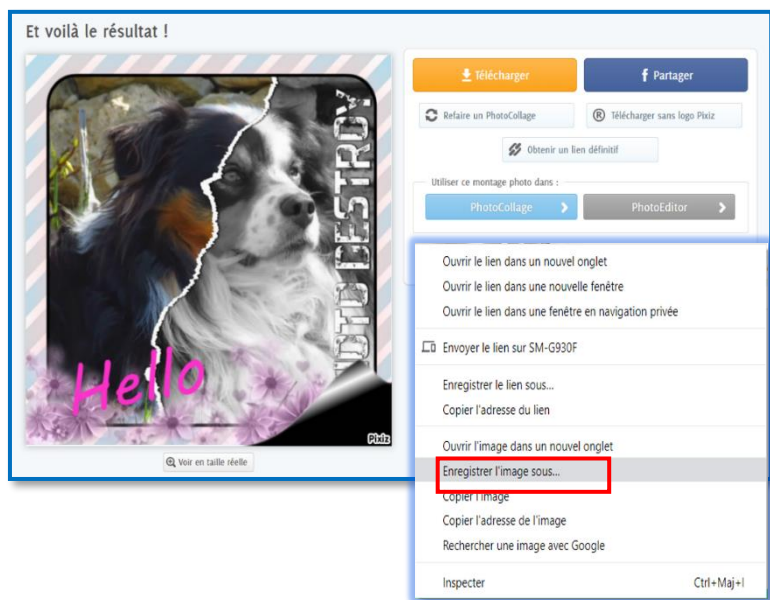 Et voilà le résultat !
Télécharger
Partager
Refaire un PhotoCollage
Télécharger sans logo Pixiz
Obtenir un lien définitif
Utiliser ce montage photo dans :
PhotoCollage
PhotoEditor
Hello
Pixiz
Voir en taille réelle
Ouvrir le lien dans un nouvel onglet
Ouvrir le lien dans une nouvelle fenêtre
Ouvrir le lien dans une fenêtre en navigation privée
Envoyer le lien sur SM-G930F
Enregistrer le lien sous...
Copier l'adresse du lien
Ouvrir l'image dans un nouvel onglet
Enregistrer l'image sous...
Copier l'image
Copier l'adresse de l'image
Rechercher une image avec Google
Inspecter Ctrl+Maj+I